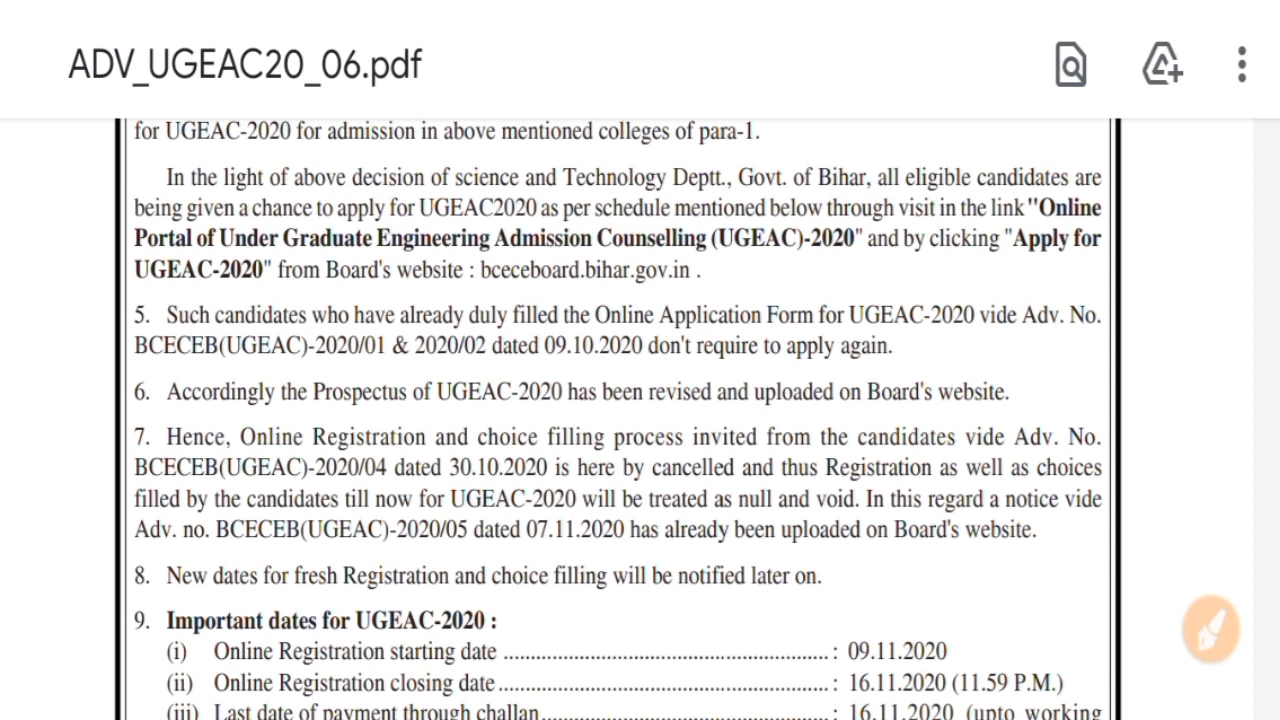 ADV_UGEAC20_06.pdf
for UGEAC-2020 for admission in above mentioned colleges of para-1.
In the light of above decision of science and Technology Deptt., Govt. of Bihar, all eligible candidates are
being given a chance to apply for UGEAC2020 as per schedule mentioned below through visit in the link "Online
Portal of Under Graduate Engineering Admission Counselling (UGEAC)-2020" and by clicking "Apply for
UGEAC-2020" from Board's website : bceceboard.bihar.gov.in .
5. Such candidates who have already duly filled the Online Application Form for UGEAC-2020 vide Adv. No.
BCECEB(UGEAC)-2020/01 & 2020/02 dated 09.10.2020 don't require to apply again.
6. Accordingly the Prospectus of UGEAC-2020 has been revised and uploaded on Board's website.
7. Hence, Online Registration and choice filling process invited from the candidates vide Adv. No.
BCECEB(UGEAC)-2020/04 dated 30.10.2020 is here by cancelled and thus Registration as well as choices
filled by the candidates till now for UGEAC-2020 will be treated as null and void. In this regard a notice vide
Adv. no. BCECEB(UGEAC)-2020/05 dated 07.11.2020 has already been uploaded on Board's website.
8. New dates for fresh Registration and choice filling will be notified later on.
9. Important dates for UGEAC-2020 :
(i) Online Registration starting date ................................................................ : 09.11.2020
(ii) Online Registration closing date ................................................................ : 16.11.2020 (11.59 P.M.)
(iii) Last date of payment through challan ........................................................ : 16.11.2020 (upto working